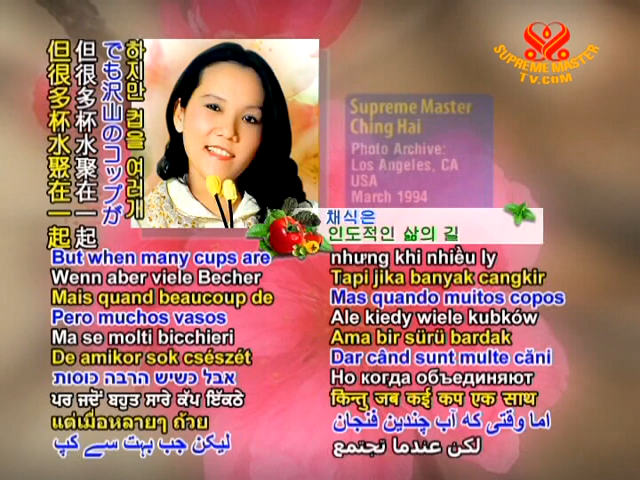 SUPREME MASTER
TV.COM
但很多杯水聚在一起
但很多杯水聚在一起
でも沢山のコップが
하지만 컵을 여러개
Supreme Master
Ching Hai
Photo Archive:
Los Angeles, CA
USA
March 1994
채식은
인도적인 삶의 길
But when many cups are
Wenn aber viele Becher
Mais quand beaucoup de
Pero muchos vasos
Ma se molti bicchieri
De amikor sok csészét
אבל כשיש הרבה כוסות
ਪਰ ਜਦੋਂ ਬਹੁਤ ਸਾਰੇ ਕੱਪ ਇੱਕਠੇ
แต่เมื่อหลายๆ ถ้วย
لیکن جب بہت سے کپ
nhưng khi nhiều ly
Tapi jika banyak cangkir
Mas quando muitos copos
Ale kiedy wiele kubków
Ama bir sürü bardak
Dar când sunt multe căni
Но когда объединяют
किन्तु जब कई कप एक साथ
اما وقتی که آب چندین فنجان
لكن عندما تجتمع